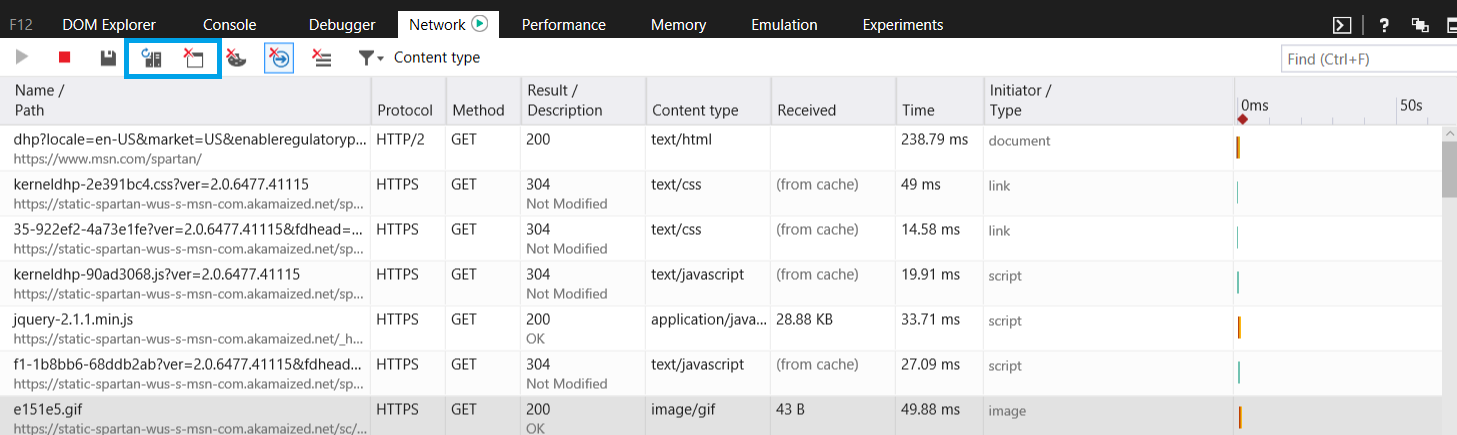 F12 DOM Explorer Console Debugger Network Performance Memory Emulation Experiments ?
Content type Find (Ctrl+F)
Name / Result / Initiator /
Path Protocol Method Description Content type Received Time Type 0ms 50s
dhp?locale=en-US&market=US&enableregulatoryp... HTTP/2 GET 200 text/html 238.79 ms document
https://www.msn.com/spartan/
kerneldhp-2e391bc4.css?ver=2.0.6477.41115 HTTPS GET 304 text/css (from cache) 49 ms link
https://static-spartan-wus-s-msn-com.akamaized.net/sp... Not Modified
35-922ef2-4a73e1fe?ver=2.0.6477.41115&fdhead=... HTTPS GET 304 text/css (from cache) 14.58 ms link
https://static-spartan-wus-s-msn-com.akamaized.net/sp... Not Modified
kerneldhp-90ad3068.js?ver=2.0.6477.41115 HTTPS GET 304 text/javascript (from cache) 19.91 ms script
https://static-spartan-wus-s-msn-com.akamaized.net/sp... Not Modified
jquery-2.1.1.min.js HTTPS GET 200 application/java... 28.88 KB 33.71 ms script
https://static-spartan-wus-s-msn-com.akamaized.net/_h... OK
f1-1b8bb6-68ddb2ab?ver=2.0.6477.41115&fdhead... HTTPS GET 304 text/javascript (from cache) 27.09 ms script
https://static-spartan-wus-s-msn-com.akamaized.net/sp... Not Modified
e151e5.gif HTTPS GET 200 image/gif 43 B 49.88 ms image
https://static-spartan-wus-s-msn-com.akamaized.net/sc/... OK